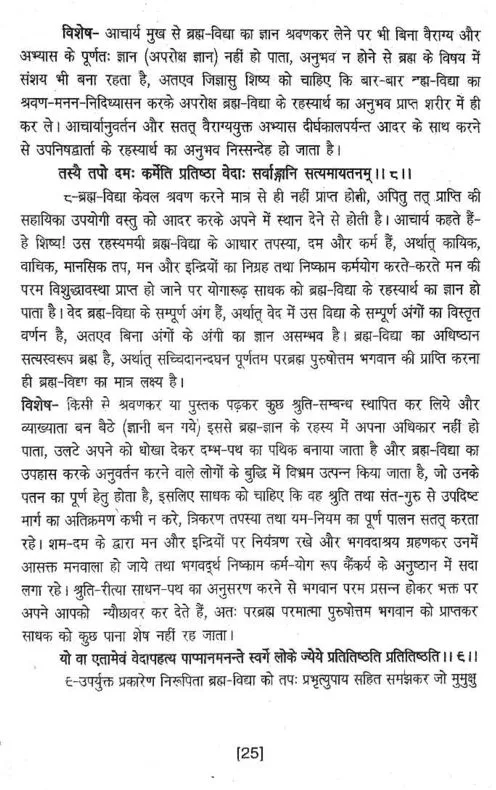 विशेष- आचार्य मुख से ब्रह्म-विद्या का ज्ञान श्रवणकर लेने पर भी बिना वैराग्य और
अभ्यास के पूर्णतः ज्ञान (अपरोक्ष ज्ञान) नहीं हो पाता, अनुभव न होने से ब्रह्म के विषय में
संशय भी बना रहता है, अतएव जिज्ञासु शिष्य को चाहिए कि बार-बार ब्रह्म-विद्या का
श्रवण-मनन-निदिध्यासन करके अपरोक्ष ब्रह्म-विद्या के रहस्यार्थ का अनुभव प्राप्त शरीर में ही
कर ले। आचार्यानुवर्तन और सतत् वैराग्ययुक्त अभ्यास दीर्घकालपर्यन्त आदर के साथ करने
से उपनिषद्वार्ता के रहस्यार्थ का अनुभव निस्सन्देह हो जाता है।
तस्यै तपो दमः कर्मेति प्रतिष्ठा वेदाः सर्वाङ्गानि सत्यमायतनम्।।८।।
८-ब्रह्म-विद्या केवल श्रवण करने मात्र से ही नहीं प्राप्त होती, अपितु तत् प्राप्ति की
सहायिका उपयोगी वस्तु को आदर करके अपने में स्थान देने से होती है। आचार्य कहते हैं-
हे शिष्य! उस रहस्यमयी ब्रह्म-विद्या के आधार तपस्या, दम और कर्म हैं, अर्थात् कायिक,
वाचिक, मानसिक तप, मन और इन्द्रियों का निग्रह तथा निष्काम कर्मयोग करते-करते मन की
परम विशुद्धावस्था प्राप्त हो जाने पर योगारूढ़ साधक को ब्रह्म-विद्या के रहस्यार्थ का ज्ञान हो
पाता है। वेद ब्रह्म-विद्या के सम्पूर्ण अंग हैं, अर्थात् वेद में उस विद्या के सम्पूर्ण अंगों का विस्तृत
वर्णन है, अतएव बिना अंगों के अंगी का ज्ञान असम्भव है। ब्रह्म-विद्या का अधिष्ठान
सत्यस्वरूप ब्रह्म है, अर्थात् सच्चिदानन्दघन पूर्णतम परब्रह्म पुरुषोत्तम भगवान की प्राप्ति करना
ही ब्रह्म-विद्या का मात्र लक्ष्य है।
विशेष- किसी से श्रवणकर या पुस्तक पढ़कर कुछ श्रुति-सम्बन्ध स्थापित कर लिये और
व्याख्याता बन बैठे (ज्ञानी बन गये) इससे ब्रह्म-ज्ञान के रहस्य में अपना अधिकार नहीं हो
पाता, उलटे अपने को धोखा देकर दम्भ-पथ का पथिक बनाया जाता है और ब्रह्म-विद्या का
उपहास करके अनुवर्तन करने वाले लोगों के बुद्धि में विभ्रम उत्पन्न किया जाता है, जो उनके
पतन का पूर्ण हेतु होता है, इसलिए साधक को चाहिए कि वह श्रुति तथा संत-गुरु से उपदिष्ट
मार्ग का अतिक्रमण कभी न करे, त्रिकरण तपस्या तथा यम-नियम का पूर्ण पालन सतत् करता
रहे। शम-दम के द्वारा मन और इन्द्रियों पर नियंत्रण रखे और भगवदाश्रय ग्रहणकर उनमें
आसक्त मनवाला हो जाये तथा भगवदर्थ निष्काम कर्म-योग रूप कैंकर्य के अनुष्ठान में सदा
लगा रहे। श्रुति-रीत्या साधन-पथ का अनुसरण करने से भगवान परम प्रसन्न होकर भक्त पर
अपने आपको न्यौछावर कर देते हैं, अतः परब्रह्म परमात्मा पुरुषोत्तम भगवान को प्राप्तकर
साधक को कुछ पाना शेष नहीं रह जाता।
यो वा एतामेवं वेदापहत्य पाप्मानमनन्ते स्वर्गे लोके ज्येये प्रतितिष्ठति प्रतितिष्ठति।।९।।
९-उपर्युक्त प्रकारेण निरूपिता ब्रह्म-विद्या को तपः प्रभृत्युपाय सहित समझकर जो मुमुक्षु
[25]